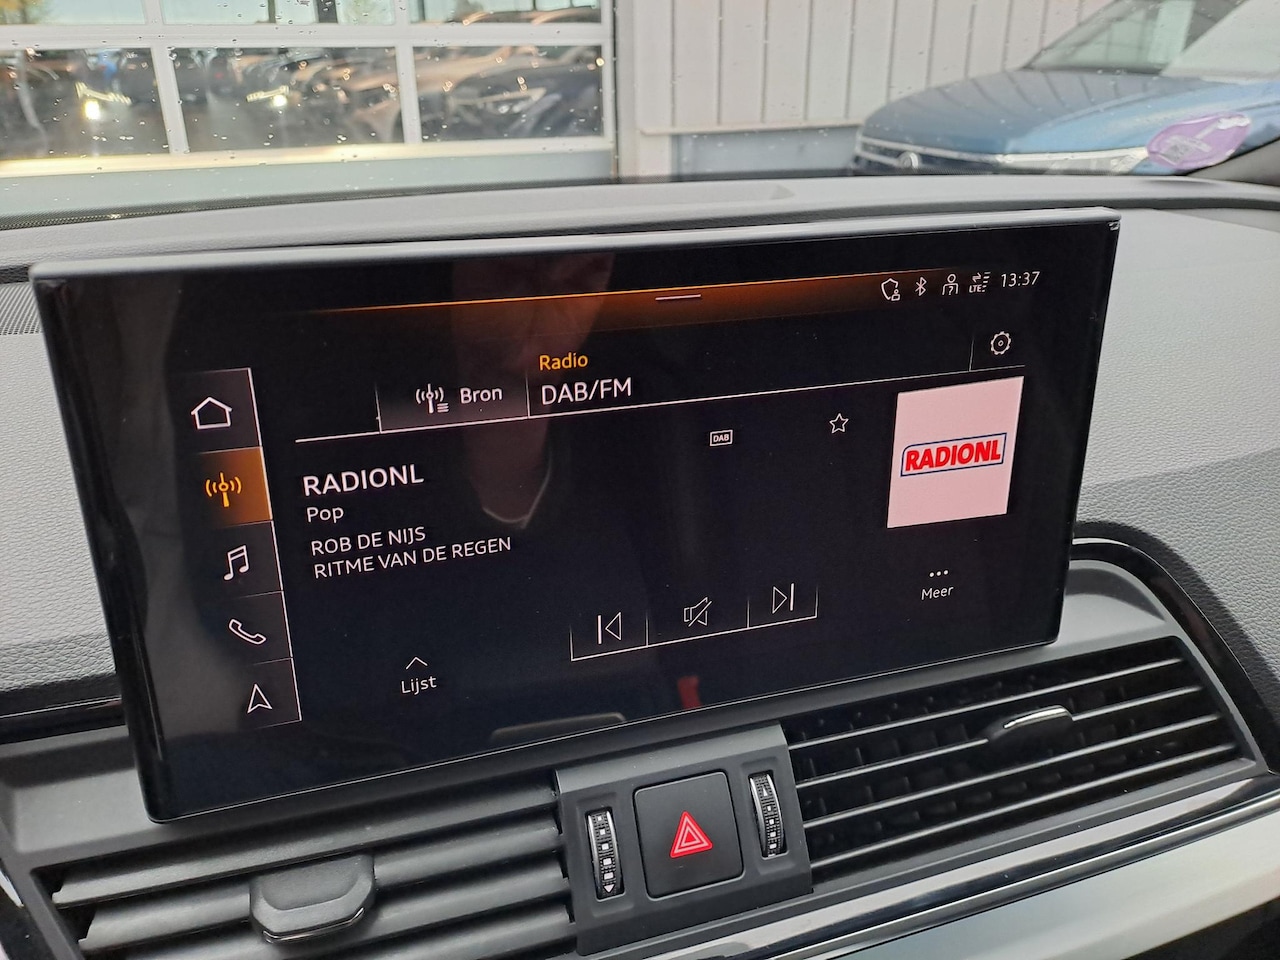 LTE
13:37
Radio
Bron
DAB/FM
DAB
RADIONL
Pop
ROB DE NIJS
RITME VAN DE REGEN
RADIONL
Meer
Lijst